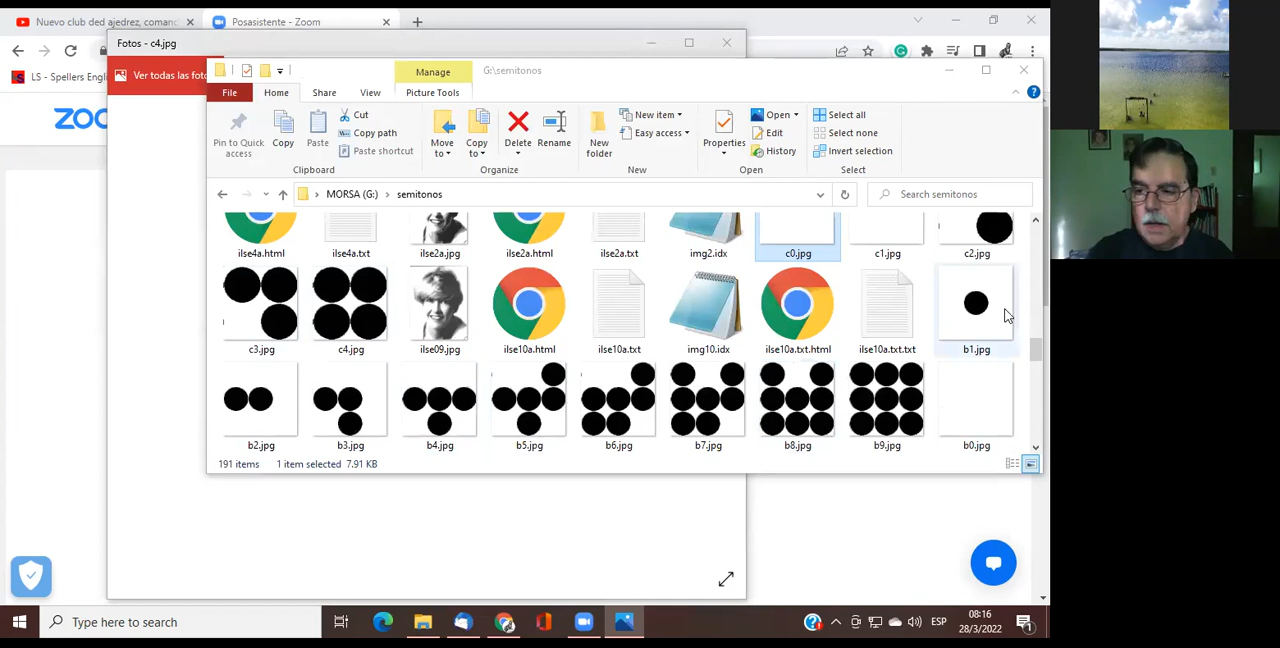 Nuevo club ded ajedrez, comanc
Posasistente - Zoom
LS - Spellers Engli
Fotos - c4.jpg
Ver todas las foto
ZOO
Manage
G:\semitonos
File
Home
Share
View
Picture Tools
Pin to Quick access
Copy
Paste
Cut
Copy path
Paste shortcut
Clipboard
Move to
Copy to
Delete
Rename
Organize
New folder
New item
Easy access
New
Properties
Open
Edit
History
Open
Select all
Select none
Invert selection
Select
MORSA (G:)
semitonos
Search semitonos
ilse4a.html
ilse4a.txt
ilse2a.jpg
ilse2a.html
ilse2a.txt
img2.idx
c0.jpg
c1.jpg
c2.jpg
c3.jpg
c4.jpg
ilse09.jpg
ilse10a.html
ilse10a.txt
img10.idx
ilse10a.txt.html
ilse10a.txt.txt
b1.jpg
b2.jpg
b3.jpg
b4.jpg
b5.jpg
b6.jpg
b7.jpg
b8.jpg
b9.jpg
b0.jpg
191 items
1 item selected 7.91 KB
Type here to search
ESP
08:16
28/3/2022
1